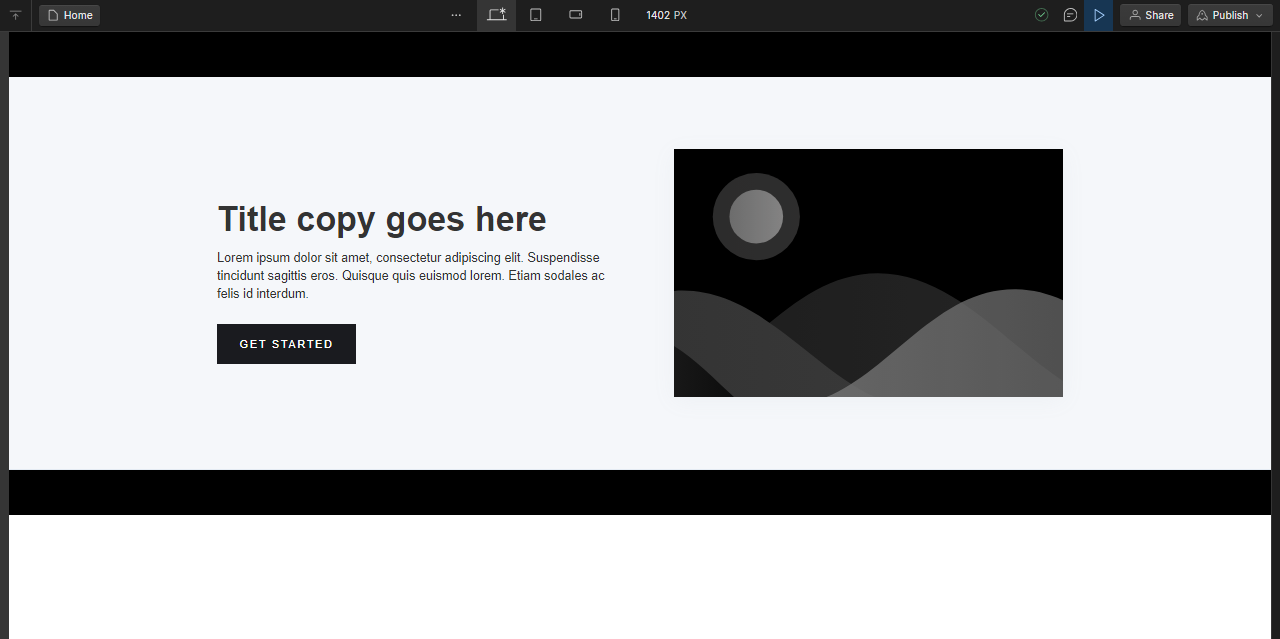 Home
1402 PX
Share
Publish
Title copy goes here
Lorem ipsum dolor sit amet, consectetur adipiscing elit. Suspendisse
tincidunt sagittis eros. Quisque quis euismod lorem. Etiam sodales ac
felis id interdum.
GET STARTED